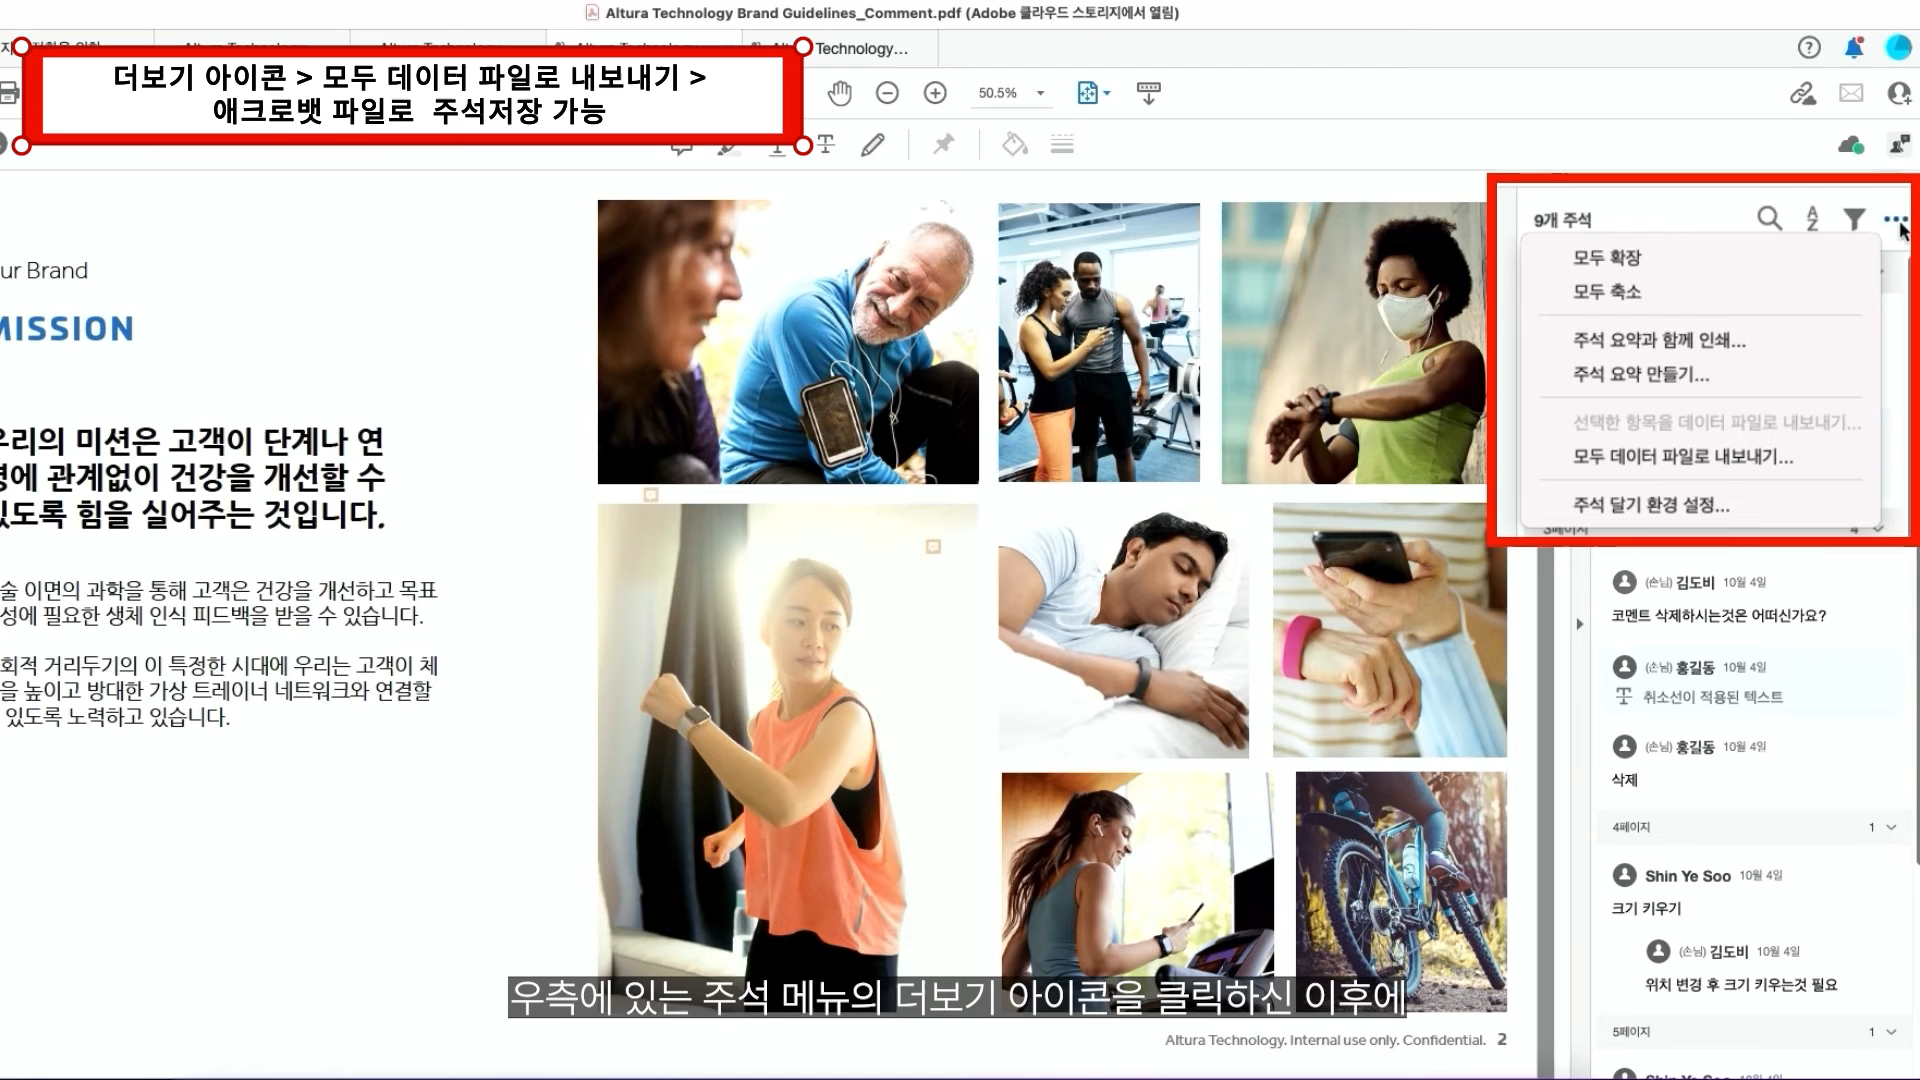 Altura Technology Brand Guidelines_Comment.pdf (Adobe 클라우드 스토리지에서 열림)
Technology...
더보기 아이콘 > 모두 데이터 파일로 내보내기 >
애크로뱃 파일로 주석저장 가능
50.5%
ur Brand
MISSION
우리의 미션은 고객이 단계나 연
령에 관계없이 건강을 개선할 수
있도록 힘을 실어주는 것입니다.
술 이면의 과학을 통해 고객은 건강을 개선하고 목표
성에 필요한 생체 인식 피드백을 받을 수 있습니다.
회적 거리두기의 이 특정한 시대에 우리는 고객이 체
을 높이고 방대한 가상 트레이너 네트워크와 연결할
있도록 노력하고 있습니다.
9개 주석
모두 확장
모두 축소
주석 요약과 함께 인쇄...
주석 요약 만들기...
선택한 항목을 데이터 파일로 내보내기...
모두 데이터 파일로 내보내기...
주석 달기 환경 설정...
3페이지 4
(손님) 김도비 10월 4일
코멘트 삭제하시는것은 어떠신가요?
(손님) 홍길동 10월 4일
취소선이 적용된 텍스트
(손님) 홍길동 10월 4일
삭제
4페이지 1
Shin Ye Soo 10월 4일
크기 키우기
(손님) 김도비 10월 4일
위치 변경 후 크기 키우는것 필요
5페이지 1
Shin Ye Soo 10월 4일
우측에 있는 주석 메뉴의 더보기 아이콘을 클릭하신 이후에
Altura Technology. Internal use only. Confidential. 2